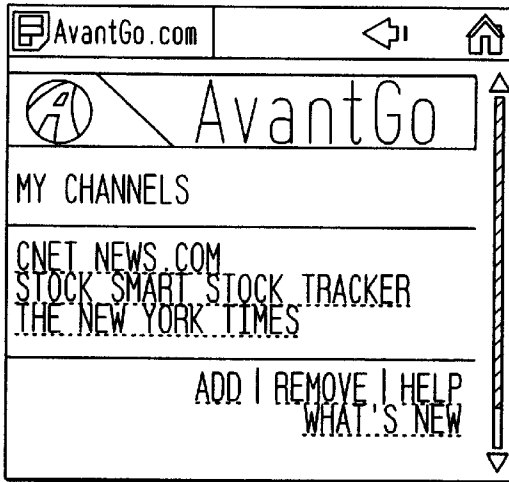 AvantGo.com
AvantGo
MY CHANNELS
CNET NEWS.COM
STOCK SMART STOCK TRACKER
THE NEW YORK TIMES
ADD | REMOVE | HELP
WHAT'S NEW